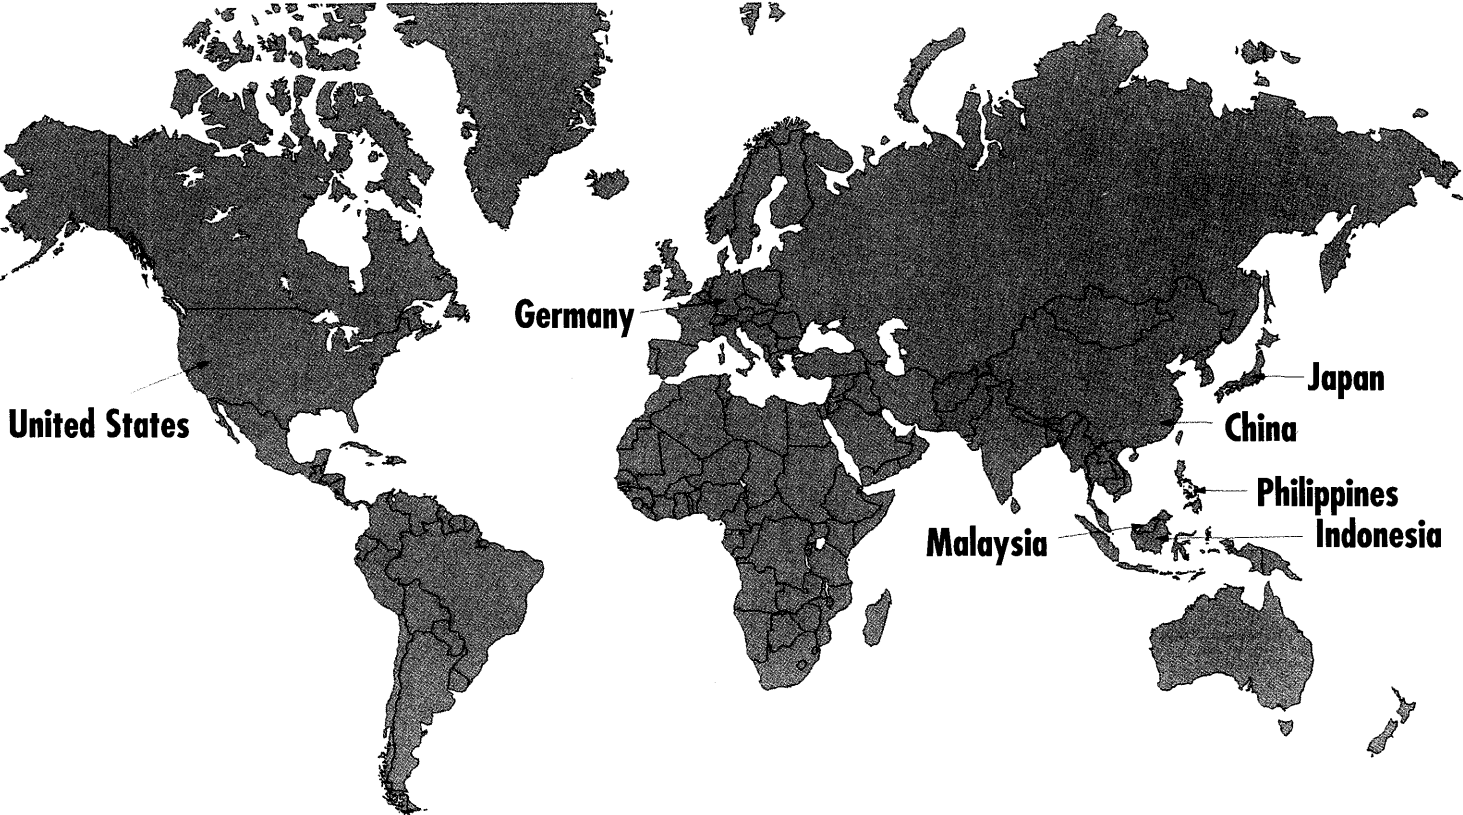 Germany
Japan
United States
China
Philippines
Indonesia
Malaysia